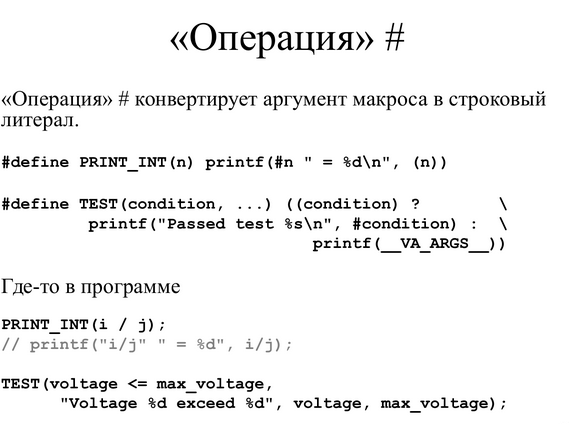 «Операция» #
«Операция» # конвертирует аргумент макроса в строковый
литерал.
#define PRINT_INT(n) printf(#n " = %d\n", (n))
#define TEST(condition, ...) ((condition) ? \
printf("Passed test %s\n", #condition) : \
printf(__VA_ARGS__))
Где-то в программе
PRINT_INT(i / j);
// printf("i/j" " = %d", i/j);
TEST(voltage <= max_voltage,
"Voltage %d exceed %d", voltage, max_voltage);